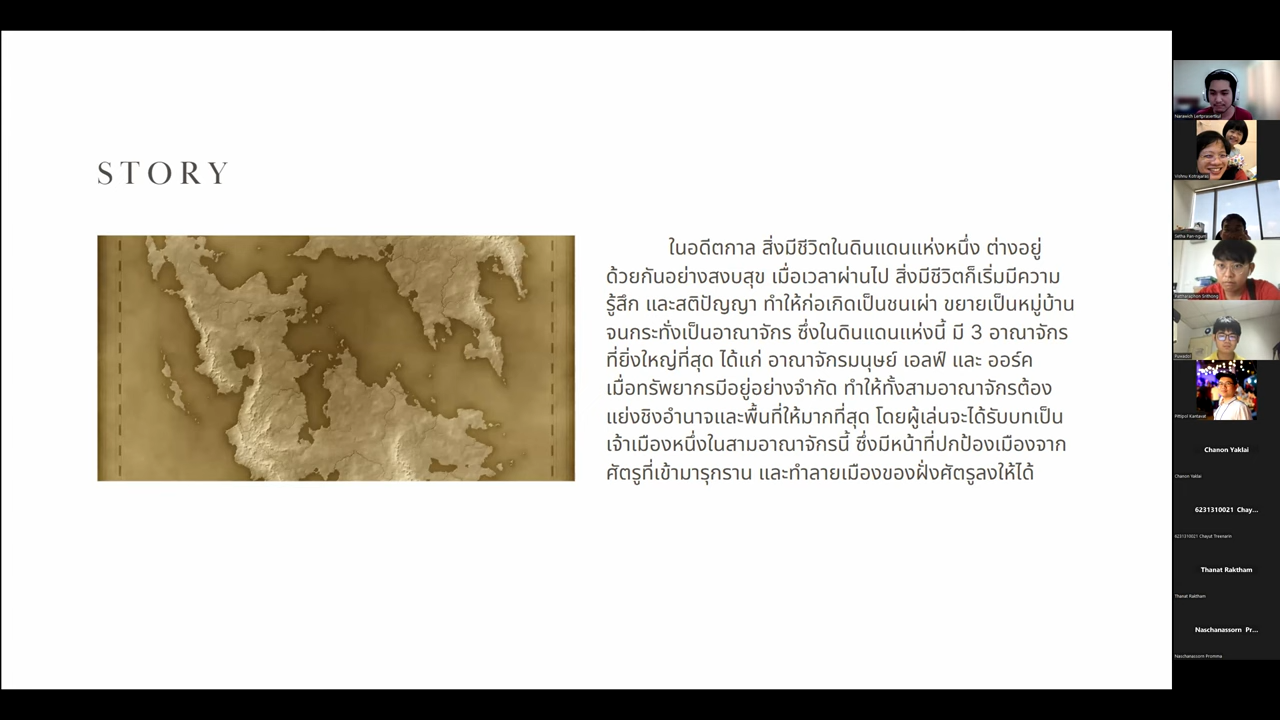 STORY
ในอดีตกาล สิ่งมีชีวิตในดินแดนแห่งหนึ่ง ต่างอยู่
ด้วยกันอย่างสงบสุข เมื่อเวลาผ่านไป สิ่งมีชีวิตก็เริ่มมีความ
รู้สึก และสติปัญญา ทำให้ก่อเกิดเป็นชนเผ่า ขยายเป็นหมู่บ้าน
จนกระทั่งเป็นอาณาจักร ซึ่งในดินแดนแห่งนี้ มี 3 อาณาจักร
ที่ยิ่งใหญ่ที่สุด ได้แก่ อาณาจักรมนุษย์ เอลฟ์ และ ออร์ค
เมื่อทรัพยากรมีอยู่อย่างจำกัด ทำให้ทั้งสามอาณาจักรต้อง
แย่งชิงอำนาจและพื้นที่ให้มากที่สุด โดยผู้เล่นจะได้รับบทเป็น
เจ้าเมืองหนึ่งในสามอาณาจักรนี้ ซึ่งมีหน้าที่ปกป้องเมืองจาก
ศัตรูที่เข้ามารุกราน และทำลายเมืองของฝั่งศัตรูลงให้ได้
Narawich Lertprasertkul
Vishnu Kotrajaras
Puwadol
Pittipol Kantavat
Chanon Yaklai
Chanon Yaklai
6231310021 Chay...
6231310021 Chayut Treenarin
Thanat Raktham
Thanat Raktham
Naschanassorn Pr...
Naschanassorn Promma